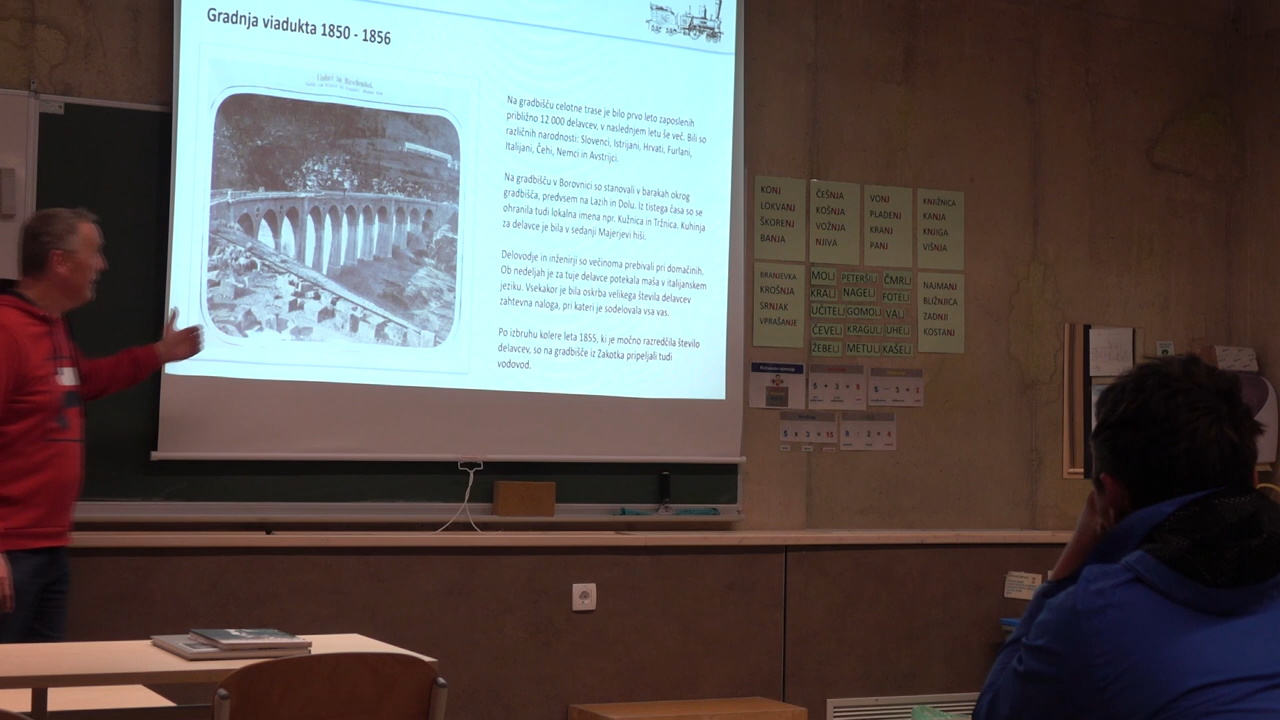 Gradnja viadukta 1850 - 1856
Na gradbišču celotne trase je bilo prvo leto zaposlenih
približno 12 000 delavcev, v naslednjem letu še več. Bili so
različnih narodnosti: Slovenci, Istrijani, Hrvati, Furlani,
Italijani, Čehi, Nemci in Avstrijci.
Na gradbišču v Borovnici so stanovali v barakah okrog
gradbišča, predvsem na Lazih in Dolu. Iz tistega časa so se
ohranila tudi lokalna imena npr. Kužnica in Tržnica. Kuhinja
za delavce je bila v sedanji Majerjevi hiši.
Delovodje in inženirji so večinoma prebivali pri domačinih.
Ob nedeljah je za tuje delavce potekala maša v italijanskem
jeziku. Vsekakor je bila oskrba velikega števila delavcev
zahtevna naloga, pri kateri je sodelovala vsa vas.
Po izbruhu kolere leta 1855, ki je močno razredčila število
delavcev, so na gradbišče iz Zakotka pripeljali tudi
vodovod.
KONJ
LOKVANJ
ŠKORENJ
BANJA
ČEŠNJA
KOŠNJA
VOŽNJA
NJIVA
VONJ
PLADENJ
KRANJ
PANJ
KNJIŽNICA
KANJA
KNJIGA
VIŠNJA
BRANJEVKA
KROŠNJA
SRNJAK
VPRAŠANJE
MOLJ PETERŠILJ ČMRLJ
KRALJ NAGELJ FOTELJ
UČITELJ GOMOLJ VALJ
ČEVELJ KRAGULJ UHELJ
ŽEBELJ METULJ KAŠELJ
NAJMANJ
BLIŽNJICA
ZADNJI
KOSTANJ
5 x 3 = 15